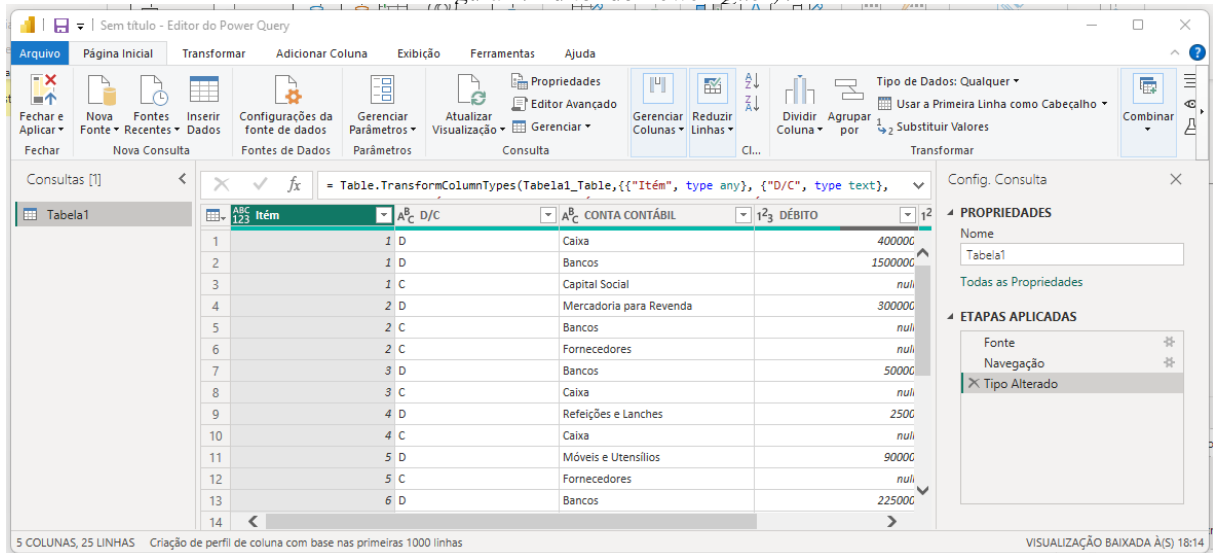 Sem título - Editor do Power Query
Arquivo Página Inicial Transformar Adicionar Coluna Exibição Ferramentas Ajuda
Fechar e Aplicar
Nova Fonte
Fontes Recentes
Inserir Dados
Configurações da fonte de dados
Gerenciar Parâmetros
Atualizar Visualização
Propriedades
Editor Avançado
Gerenciar
Gerenciar Colunas
Reduzir Linhas
Dividir Coluna
Agrupar por
Tipo de Dados: Qualquer
Usar a Primeira Linha como Cabeçalho
Substituir Valores
Combinar
Fechar Nova Consulta Fontes de Dados Parâmetros Consulta Cl... Transformar
Consultas [1]
Tabela1
= Table.TransformColumnTypes(Tabela1_Table,{{"Itém", type any}, {"D/C", type text},
Itém D/C CONTA CONTÁBIL DÉBITO
1 1 D Caixa 400000
2 1 D Bancos 1500000
3 1 C Capital Social null
4 2 D Mercadoria para Revenda 300000
5 2 C Bancos null
6 2 C Fornecedores null
7 3 D Bancos 50000
8 3 C Caixa null
9 4 D Refeições e Lanches 2500
10 4 C Caixa null
11 5 D Móveis e Utensílios 90000
12 5 C Fornecedores null
13 6 D Bancos 225000
14
Config. Consulta
PROPRIEDADES
Nome
Tabela1
Todas as Propriedades
ETAPAS APLICADAS
Fonte
Navegação
Tipo Alterado
5 COLUNAS, 25 LINHAS Criação de perfil de coluna com base nas primeiras 1000 linhas VISUALIZAÇÃO BAIXADA À(S) 18:14